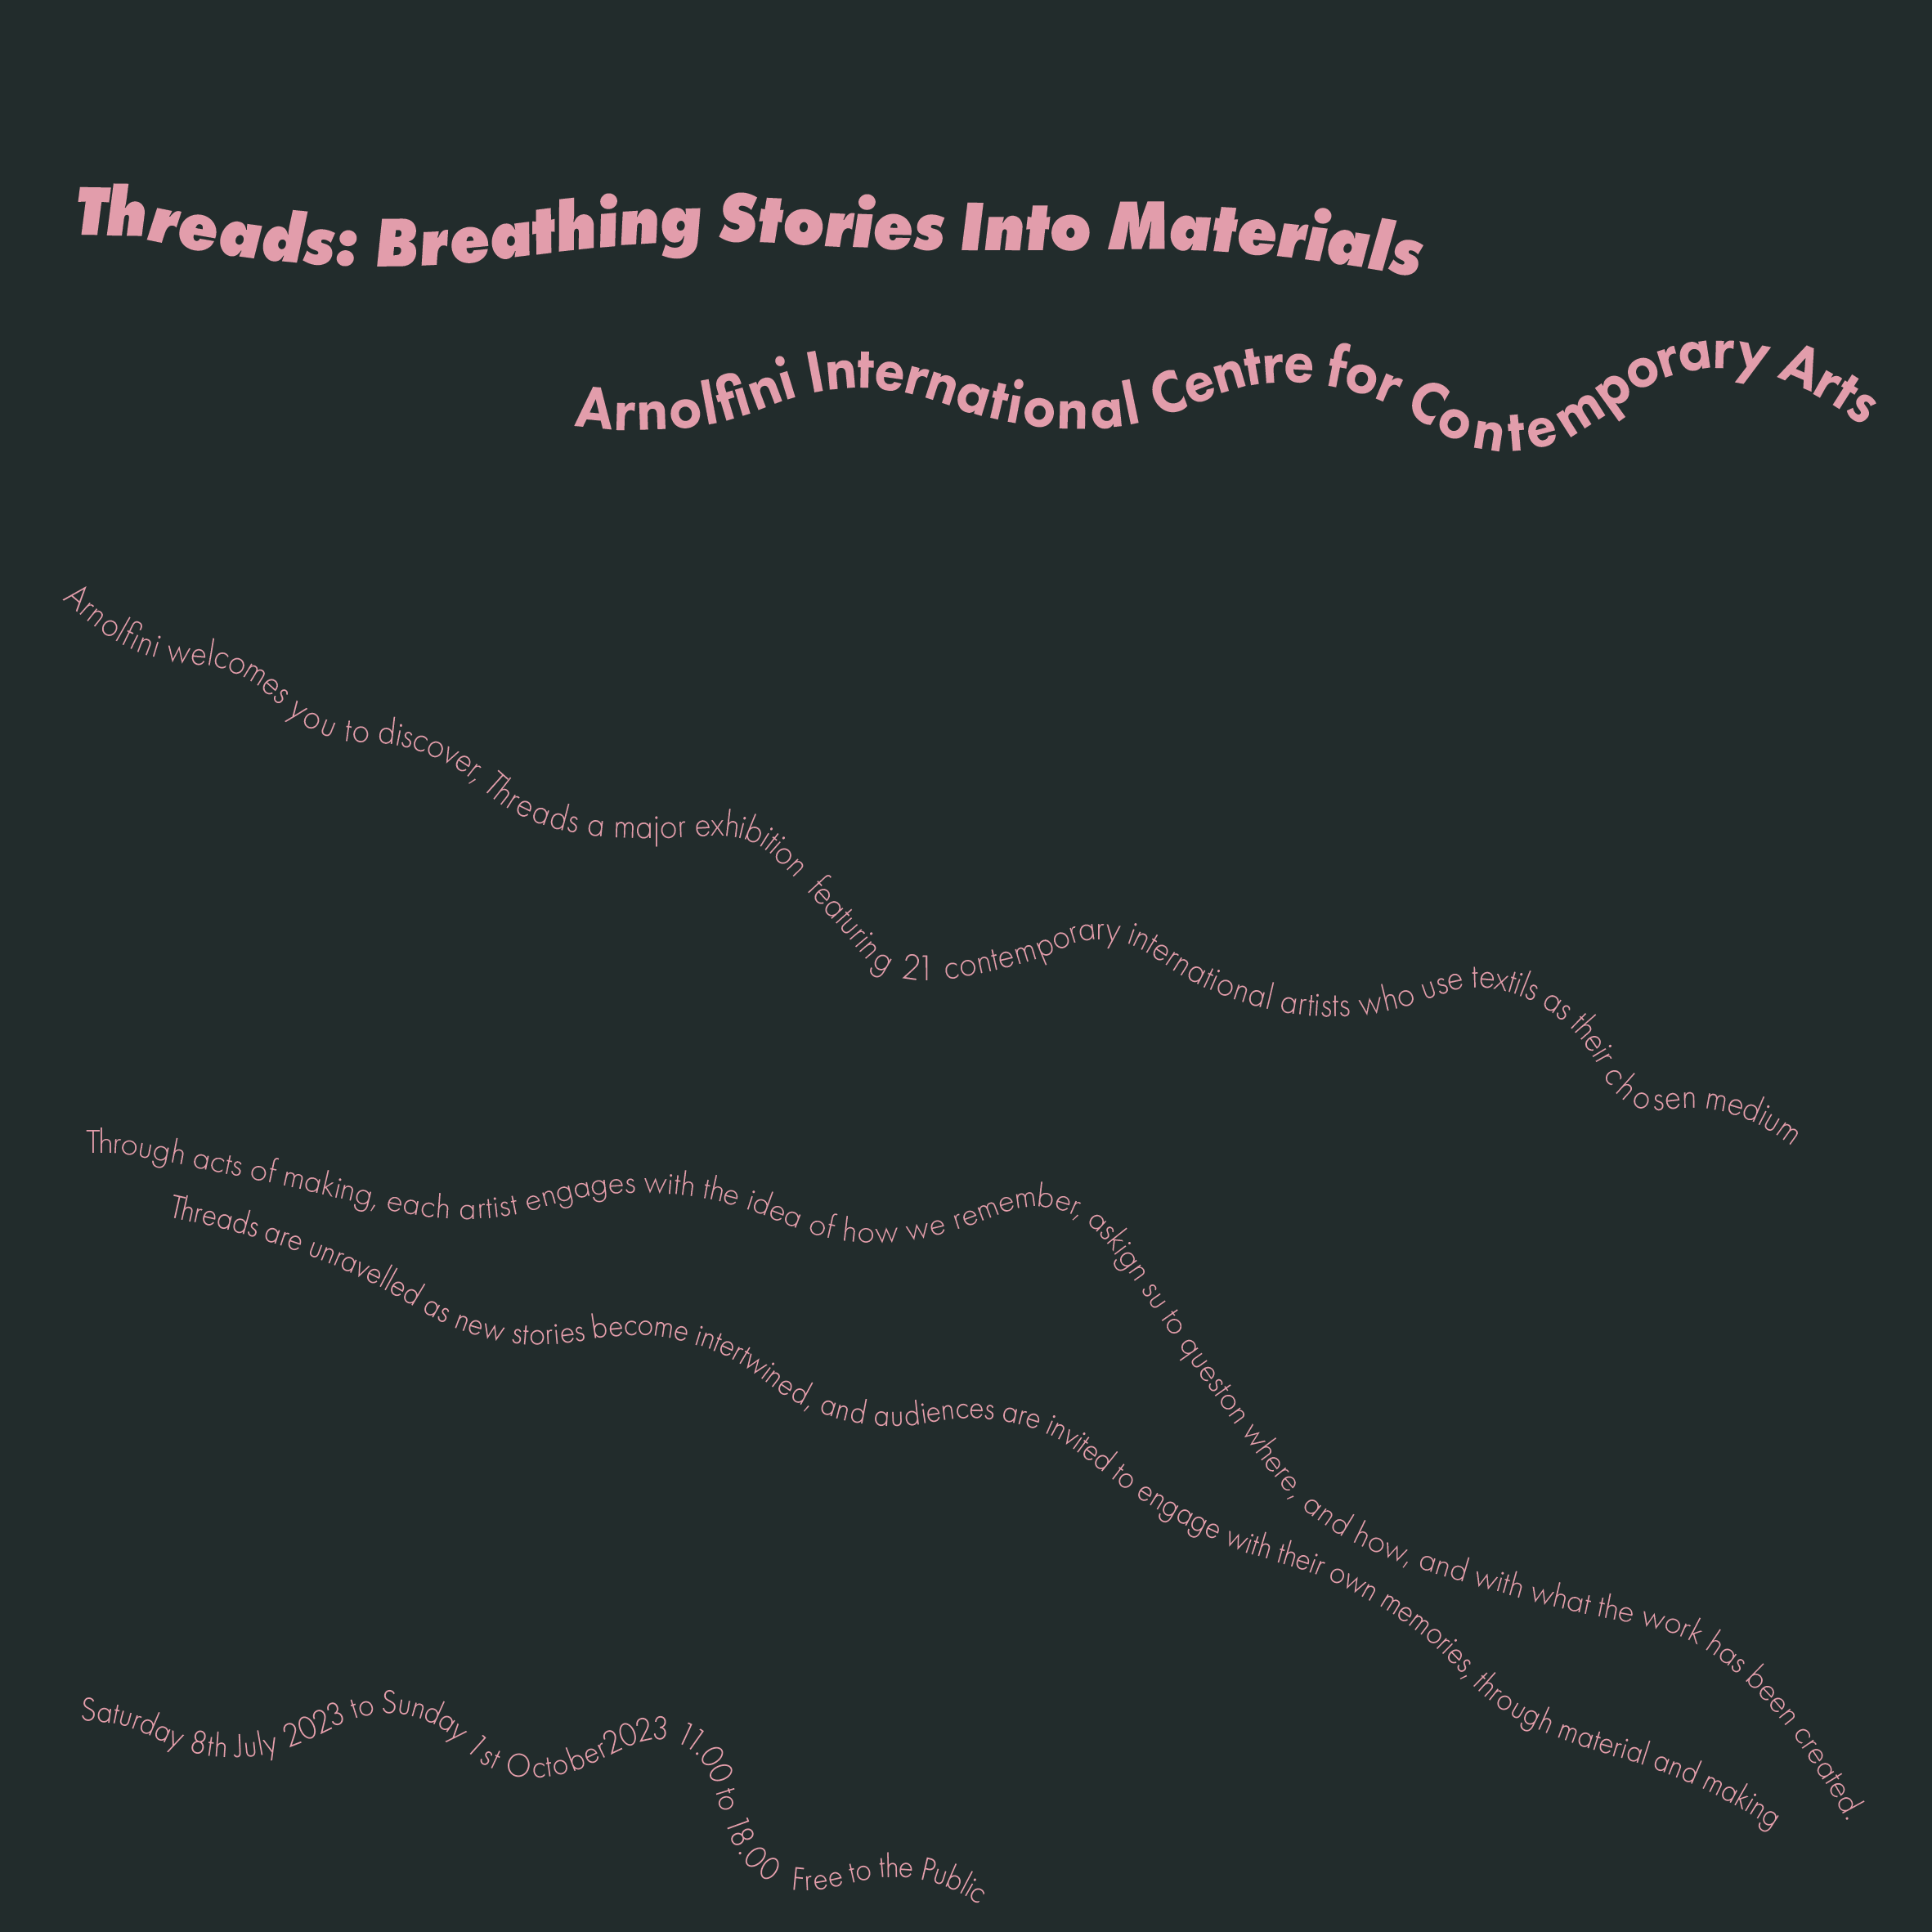 Threads: Breathing Stories Into Materials
Arnolfini International Centre for Contemporary Arts
Arnolfini welcomes you to discover, Threads a major exhibition featuring 21 contemporary international artists who use textils as their chosen medium
Through acts of making, each artist engages with the idea of how we remember, askign su to queston where, and how, and with what the work has been created.
Threads are unravelled as new stories become intertwined, and audiences are invited to engage with their own memories, through material and making
Saturday 8th July 2023 to Sunday 1st October2023 11.00 to 18.00 Free to the Public